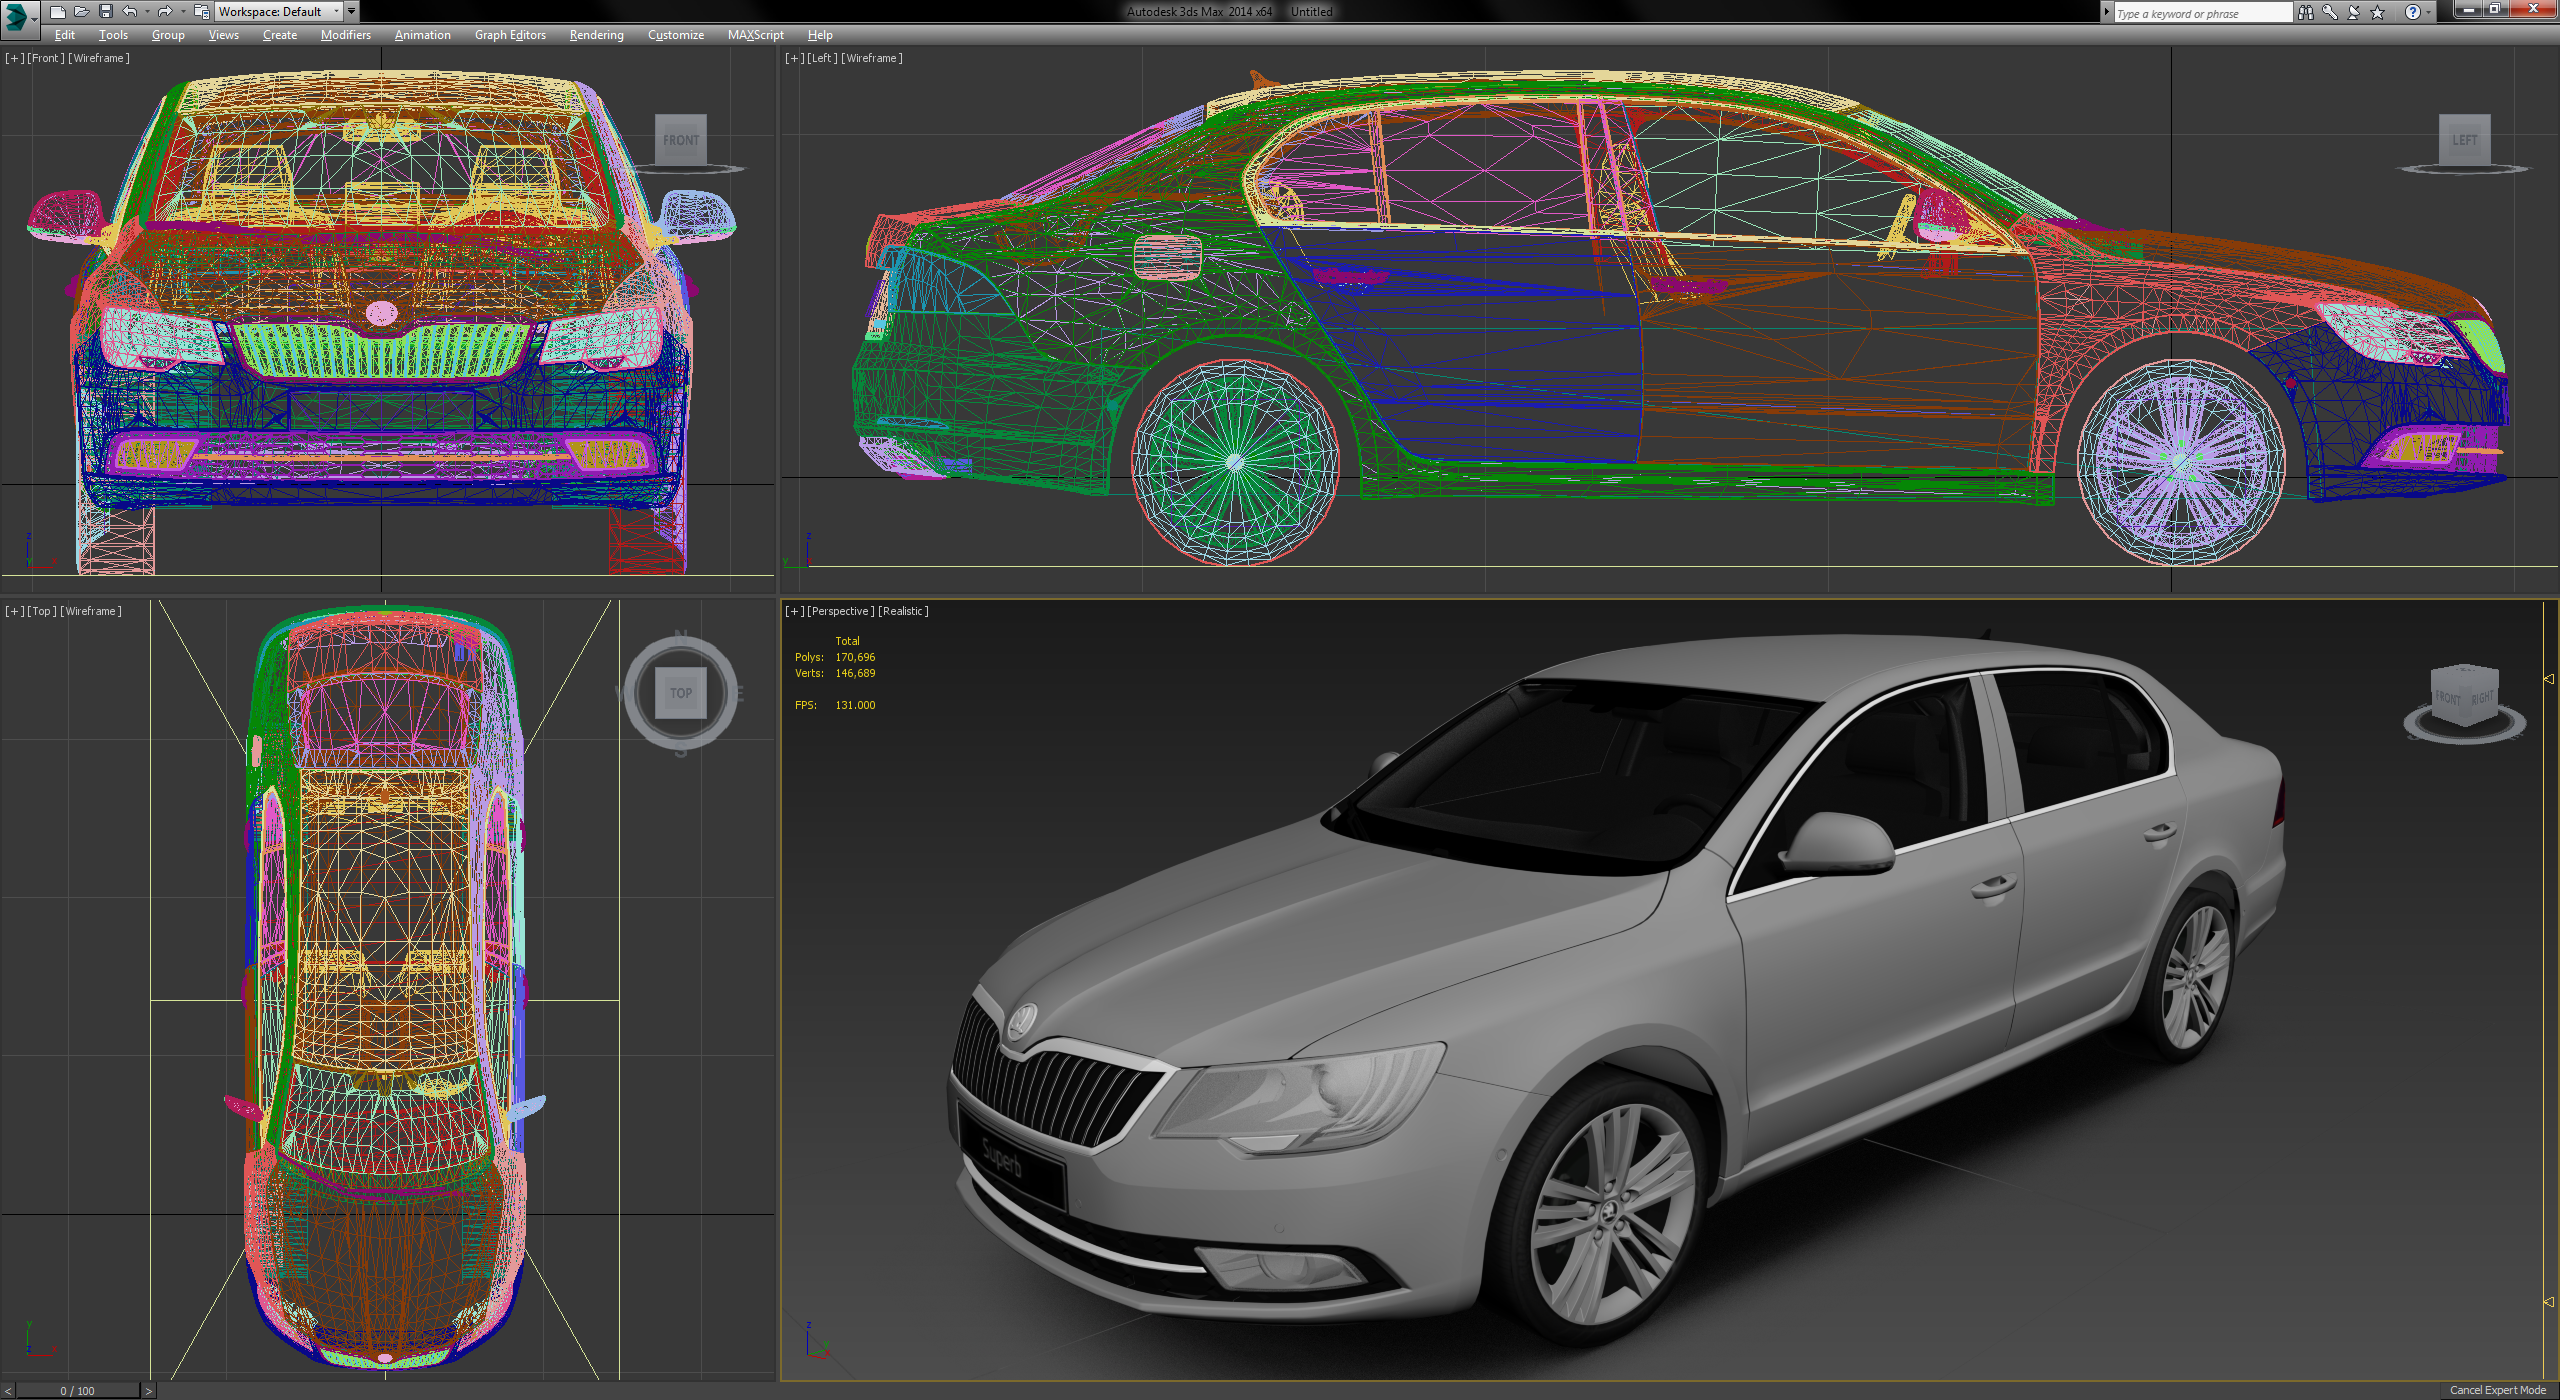 Workspace: Default
Autodesk 3ds Max 2014 x64 Untitled
Type a keyword or phrase
Edit Tools Group Views Create Modifiers Animation Graph Editors Rendering Customize MAXScript Help
[+] [Front] [Wireframe]
FRONT
z
[+] [Left] [Wireframe]
LEFT
z
y
[+] [Top] [Wireframe]
N
E
S
W
TOP
y
z
[+] [Perspective] [Realistic]
Total
Polys: 170,696
Verts: 146,689
FPS: 131.000
FRONT RIGHT
Superb
z
< 0 / 100 >
Cancel Expert Mode